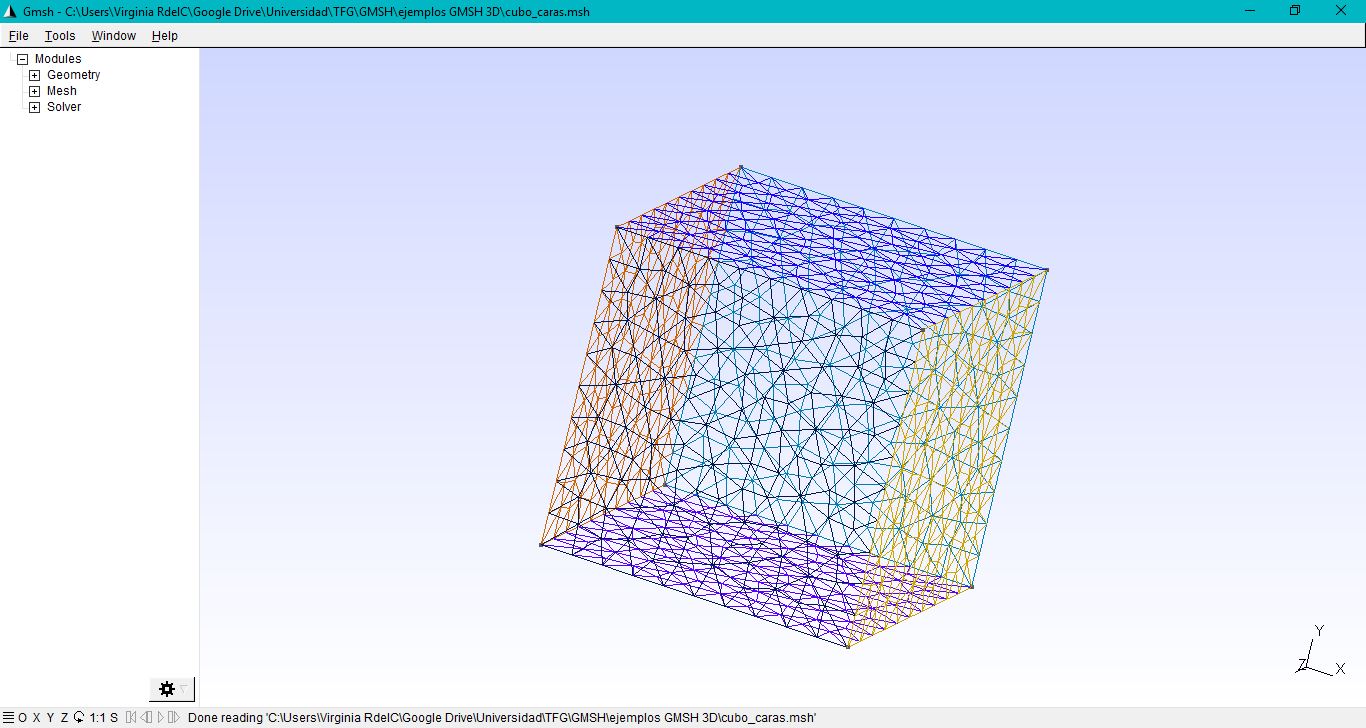 Gmsh - C:\Users\Virginia RdelC\Google Drive\Universidad\TFG\GMSH\ejemplos GMSH 3D\cubo_caras.msh
File Tools Window Help
Modules
Geometry
Mesh
Solver
Y
Z X
O X Y Z 1:1 S Done reading 'C:\Users\Virginia RdelC\Google Drive\Universidad\TFG\GMSH\ejemplos GMSH 3D\cubo_caras.msh'